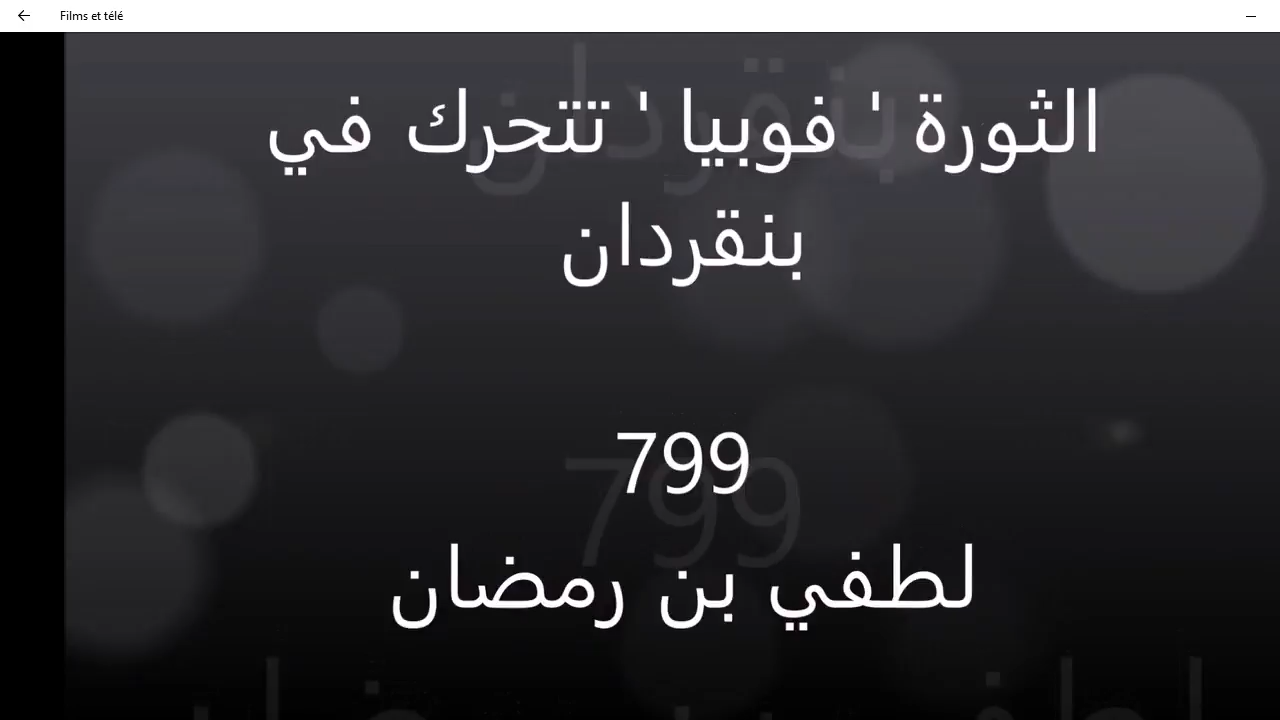 Films et télé
الثورة ' فوبيا ' تتحرك في
بنقردان
799
لطفي بن رمضان